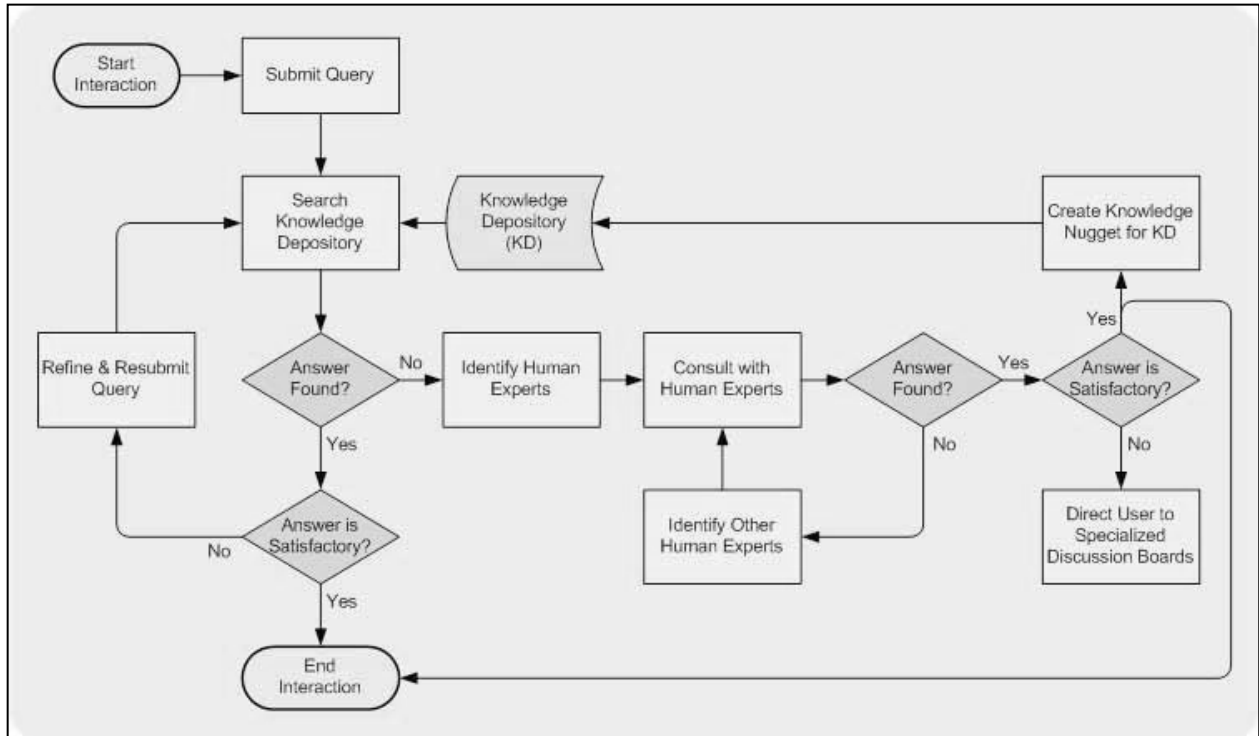 Start
Interaction
Submit Query
Search
Knowledge
Depository
Knowledge
Depository
(KD)
Create Knowledge
Nugget for KD
Refine & Resubmit
Query
Answer
Found?
No
Identify Human
Experts
Consult with
Human Experts
Answer
Found?
Yes
Answer is
Satisfactory?
Yes
Yes
No
No
Answer is
Satisfactory?
No
Identify Other
Human Experts
Direct User to
Specialized
Discussion Boards
Yes
End
Interaction